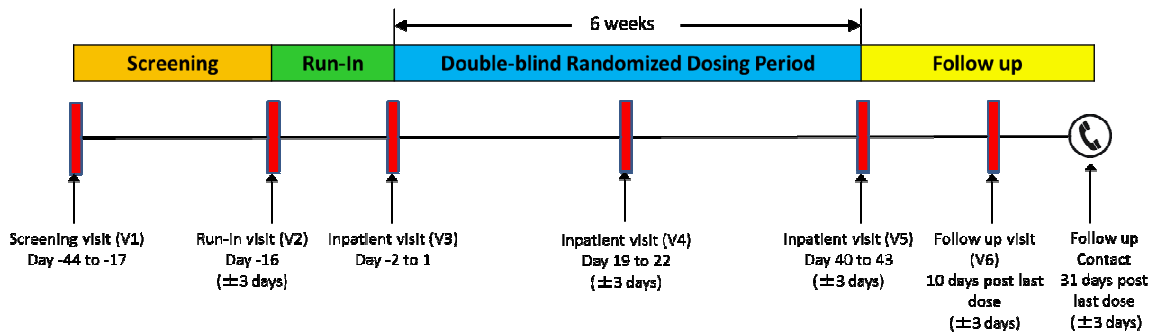 6 weeks
Screening
Run-In
Double-blind Randomized Dosing Period
Follow up
Screening visit (V1)
Day -44 to -17
Run-in visit (V2)
Day -16
(±3 days)
Inpatient visit (V3)
Day -2 to 1
Inpatient visit (V4)
Day 19 to 22
(±3 days)
Inpatient visit (V5)
Day 40 to 43
(±3 days)
Follow up visit
(V6)
10 days post last
dose
(±3 days)
Follow up
Contact
31 days post
last dose
(±3 days)